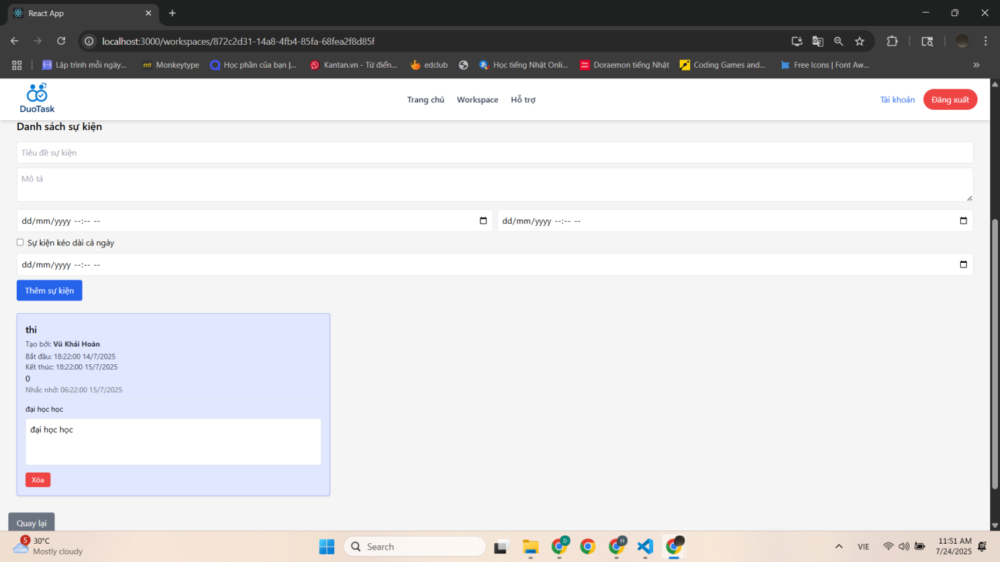 React App
localhost:3000/workspaces/872c2d31-14a8-4fb4-85fa-68fea2f8d85f
Lập trình mỗi ngày...
mt Monkeytype
Học phần của bạn |...
Kantan.vn - Từ điển...
edclub
Học tiếng Nhật Onli...
Doraemon tiếng Nhật
Coding Games and...
Free Icons | Font Aw...
DuoTask
Trang chủ
Workspace
Hỗ trợ
Tài khoản
Đăng xuất
Danh sách sự kiện
Tiêu đề sự kiện
Mô tả
dd/mm/yyyy --:-- --
dd/mm/yyyy --:-- --
Sự kiện kéo dài cả ngày
dd/mm/yyyy --:-- --
Thêm sự kiện
thi
Tạo bởi: Vũ Khải Hoàn
Bắt đầu: 18:22:00 14/7/2025
Kết thúc: 18:22:00 15/7/2025
0
Nhắc nhở: 06:22:00 15/7/2025
đại học học
đại học học
Xóa
Quay lại
5
30°C
Mostly cloudy
Search
D
H
VIE
11:51 AM
7/24/2025